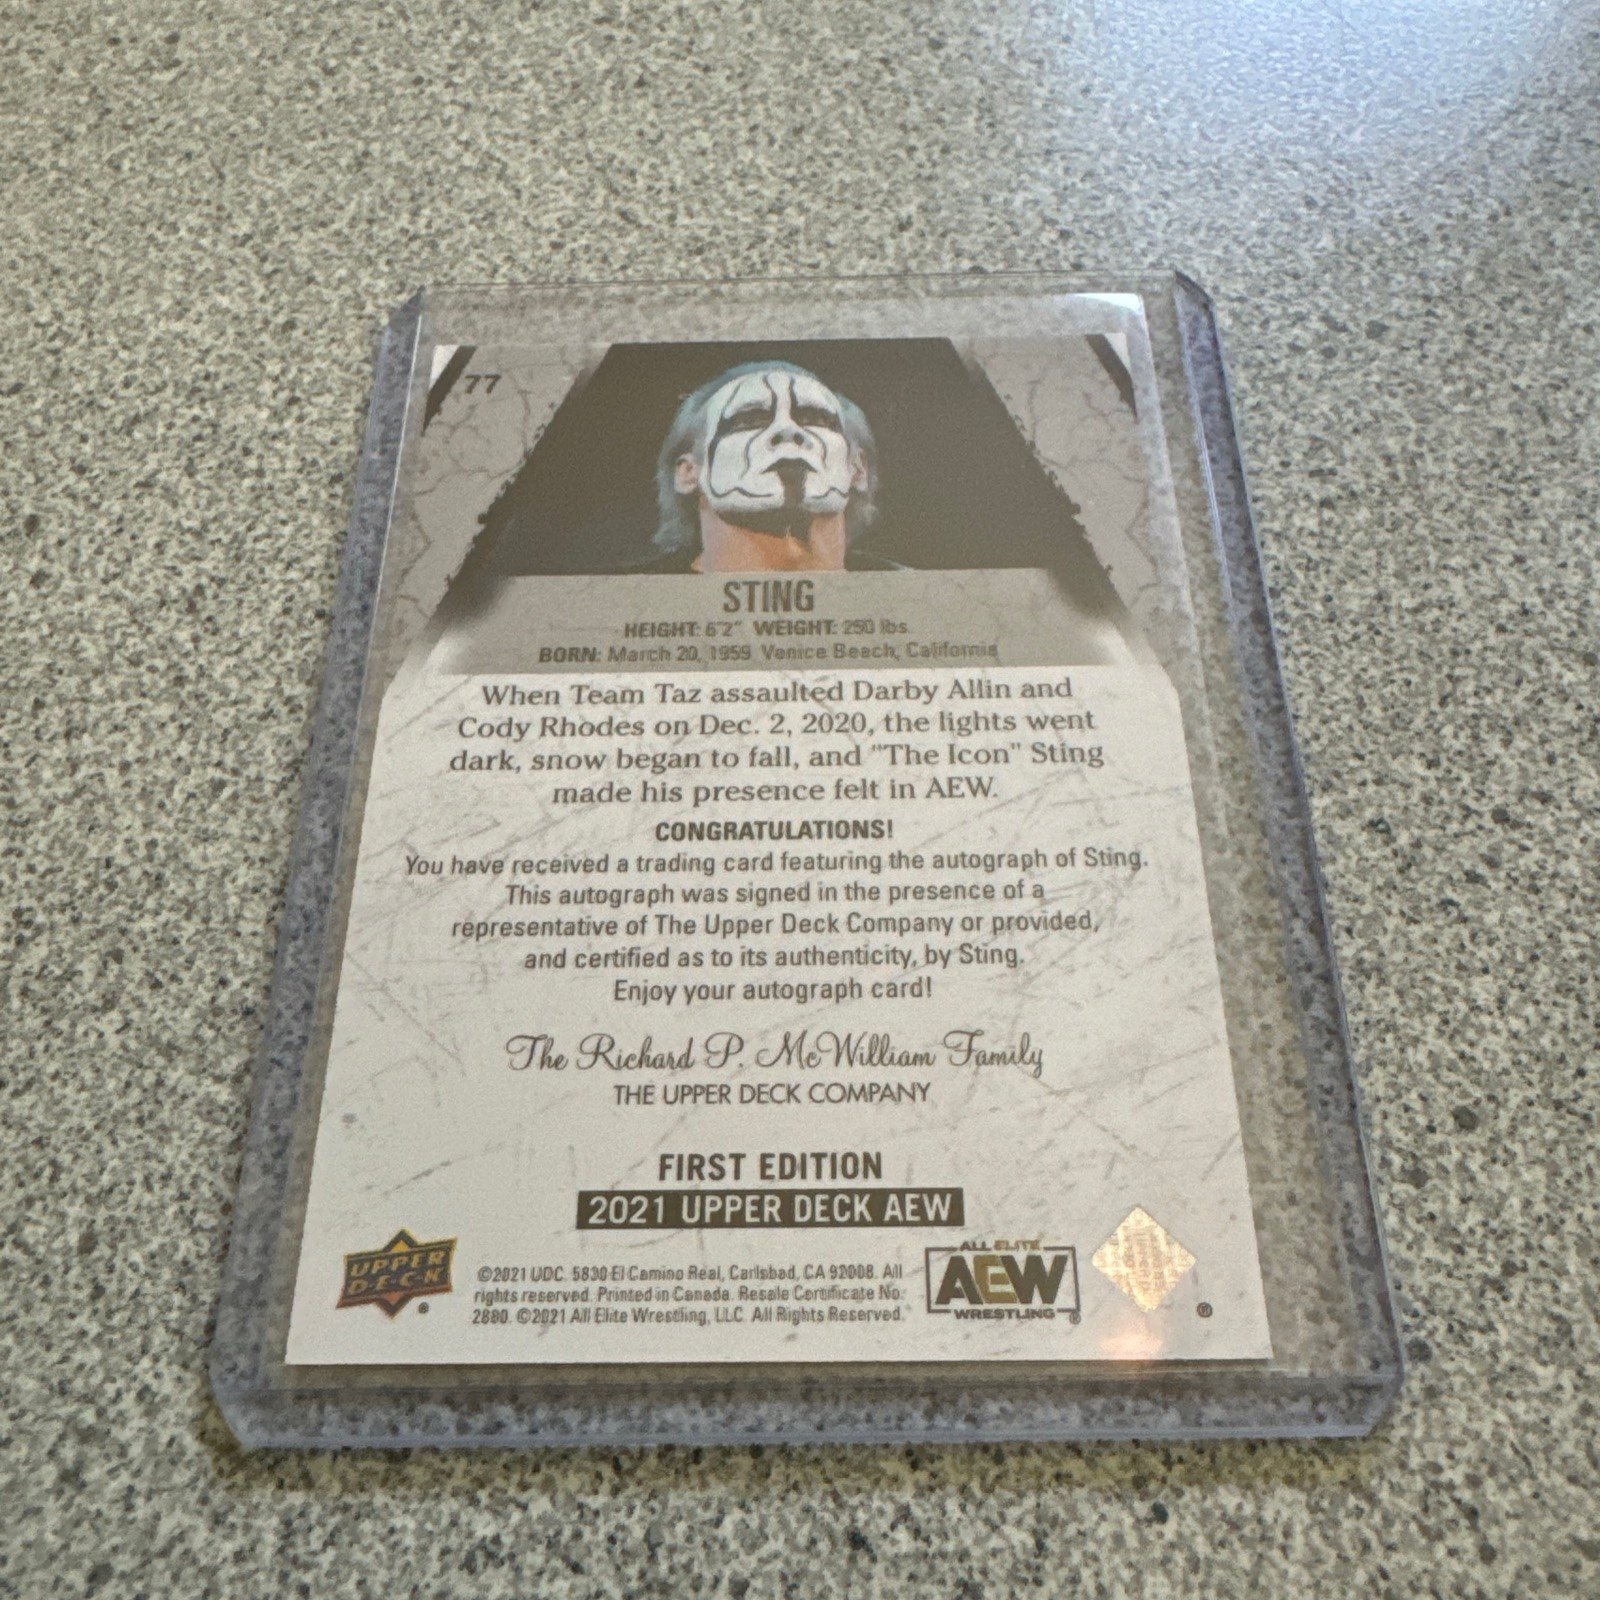 77
STING
HEIGHT: 6'2" WEIGHT: 250 lbs.
BORN: March 20, 1959 Venice Beach, California
When Team Taz assaulted Darby Allin and
Cody Rhodes on Dec. 2, 2020, the lights went
dark, snow began to fall, and "The Icon" Sting
made his presence felt in AEW.
CONGRATULATIONS!
You have received a trading card featuring the autograph of Sting.
This autograph was signed in the presence of a
representative of The Upper Deck Company or provided,
and certified as to its authenticity, by Sting.
Enjoy your autograph card!
The Richard P. McWilliam Family
THE UPPER DECK COMPANY
FIRST EDITION
2021 UPPER DECK AEW
UPPER
DECK
®
©2021 UDC. 5830 El Camino Real, Carlsbad, CA 92008. All
rights reserved. Printed in Canada. Resale Certificate No.
2880. ©2021 All Elite Wrestling, LLC. All Rights Reserved.
ALL ELITE
AEW
WRESTLING
®
®